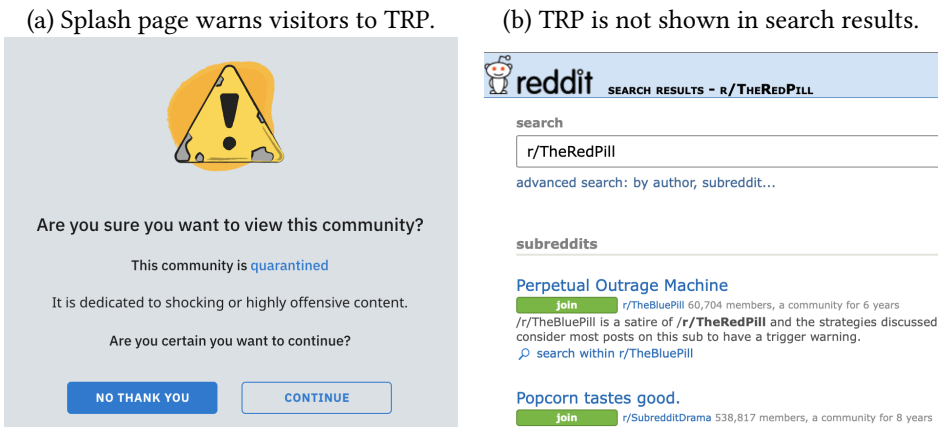 (a) Splash page warns visitors to TRP.
Are you sure you want to view this community?
This community is quarantined
It is dedicated to shocking or highly offensive content.
Are you certain you want to continue?
NO THANK YOU
CONTINUE
(b) TRP is not shown in search results.
reddit SEARCH RESULTS - R/THEREDPILL
search
r/TheRedPill
advanced search: by author, subreddit...
subreddits
Perpetual Outrage Machine
join r/TheBluePill 60,704 members, a community for 6 years
/r/TheBluePill is a satire of /r/TheRedPill and the strategies discussed
consider most posts on this sub to have a trigger warning.
search within r/TheBluePill
Popcorn tastes good.
join r/SubredditDrama 538,817 members, a community for 8 years